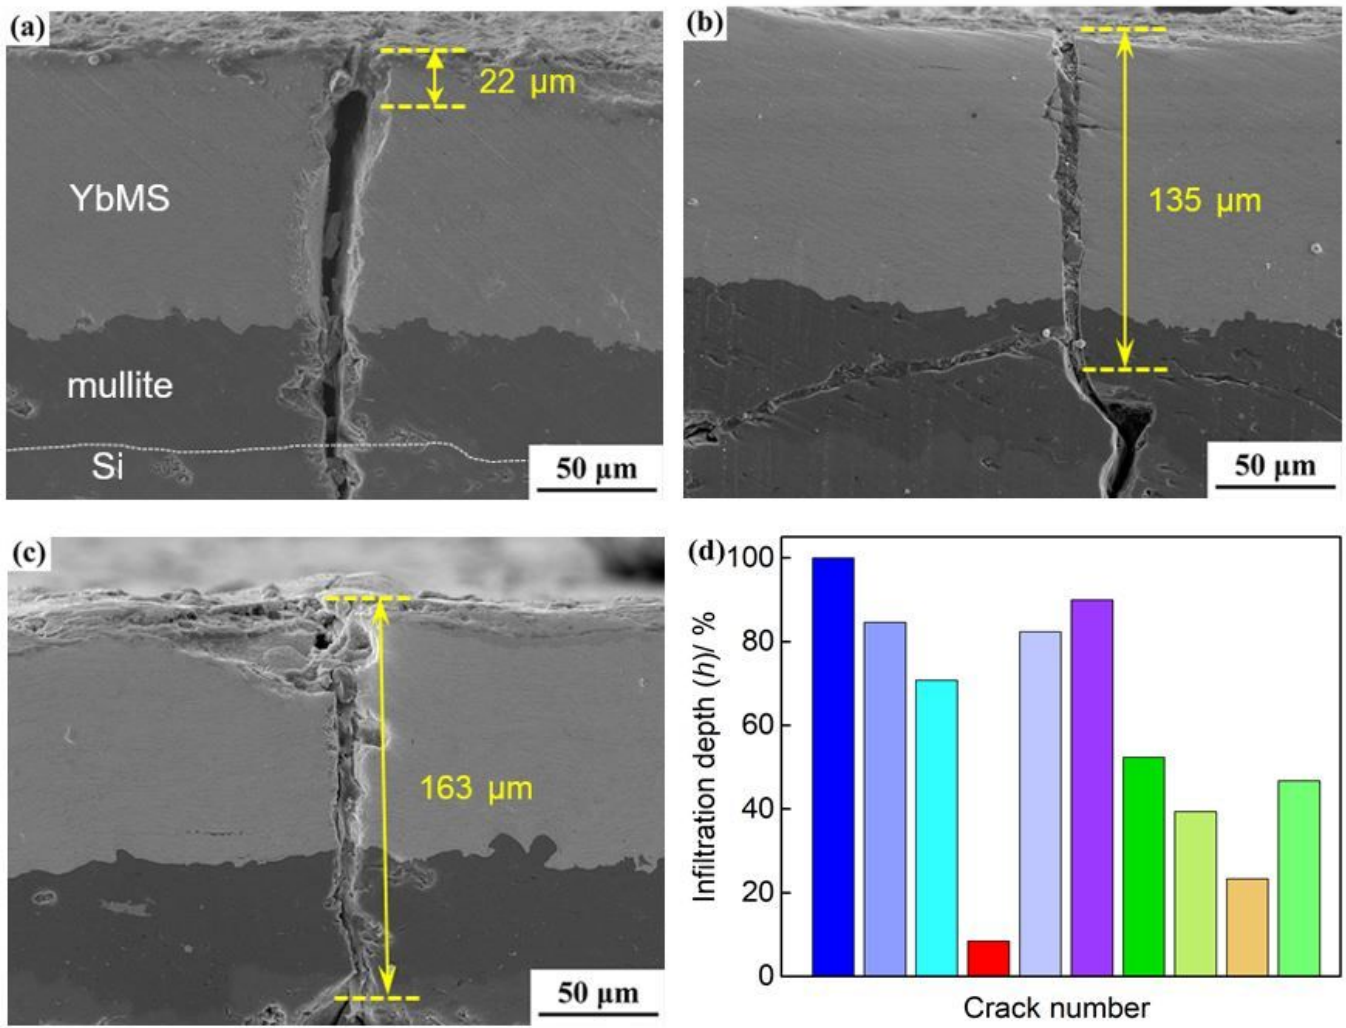 (a)
22 μm
YbMS
mullite
Si
50 μm
(b)
135 μm
50 μm
(c)
163 μm
50 μm
(d)
100
80
60
40
20
0
Infiltration depth (h)/ %
Crack number